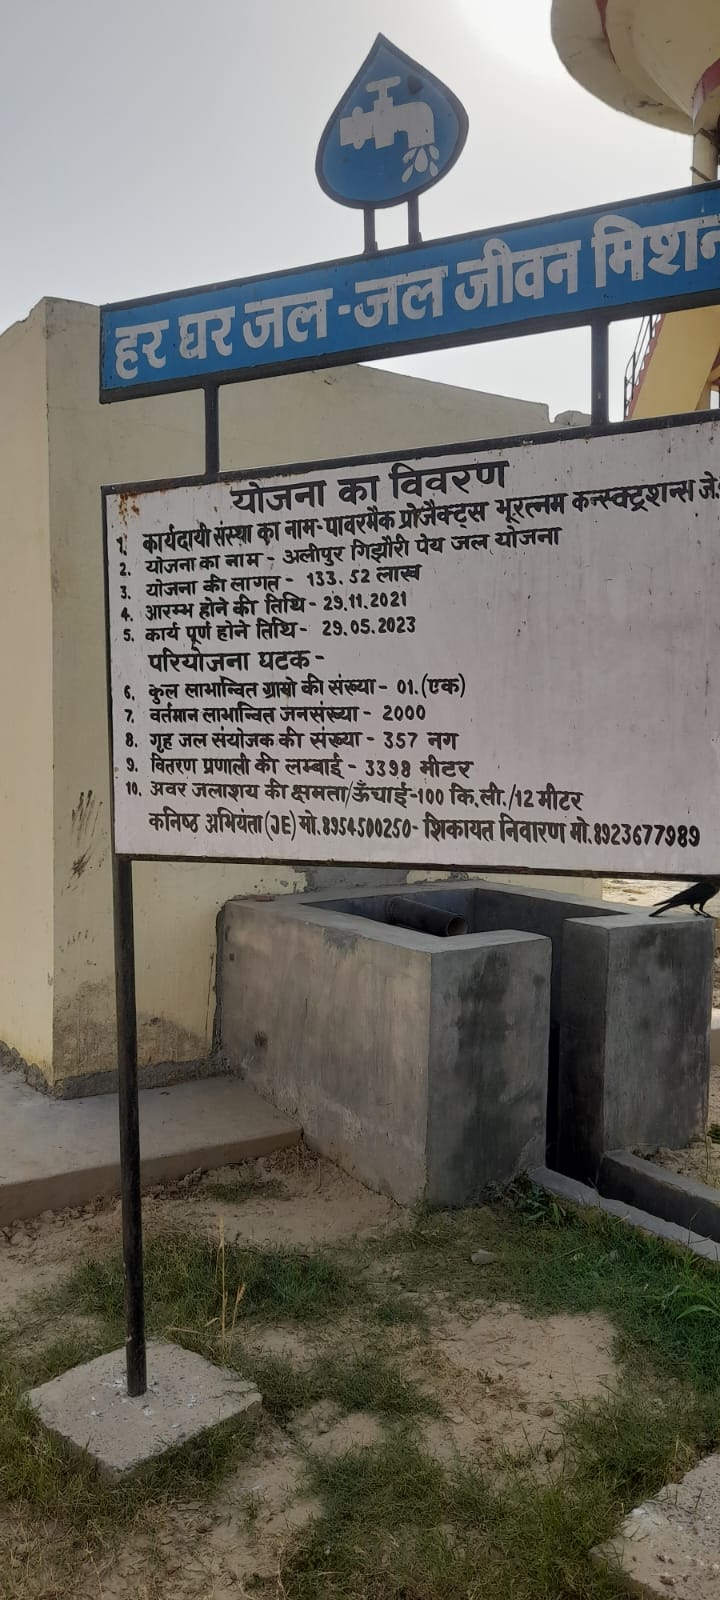 हर घर जल -जल जीवन मिशन
योजना का विवरण
1. कार्यदायी संस्था का नाम-पावरमैक प्रोजैक्ट्स भूरत्नम कन्स्क्ट्रशन्स जे.
2. योजना का नाम - अलीपुर गिझौरी पेय जल योजना
3. योजना की लागत - 133.52 लाख
4. आरम्भ होने की तिथि - 29.11.2021
5. कार्य पूर्ण होने तिथि- 29.05.2023
परियोजना घटक -
6. कुल लाभान्वित ग्रामो की संख्या - 01.(एक)
7. वर्तमान लाभान्वित जनसंख्या - 2000
8. गृह जल संयोजक की संख्या - 357 नग
9. वितरण प्रणाली की लम्बाई - 3398 मीटर
10. अवर जलाशय की क्षमता/ऊँचाई-100 कि.ली./12 मीटर
कनिष्ठ अभियंता(JE) मो.8954500250- शिकायत निवारण मो.8923677989